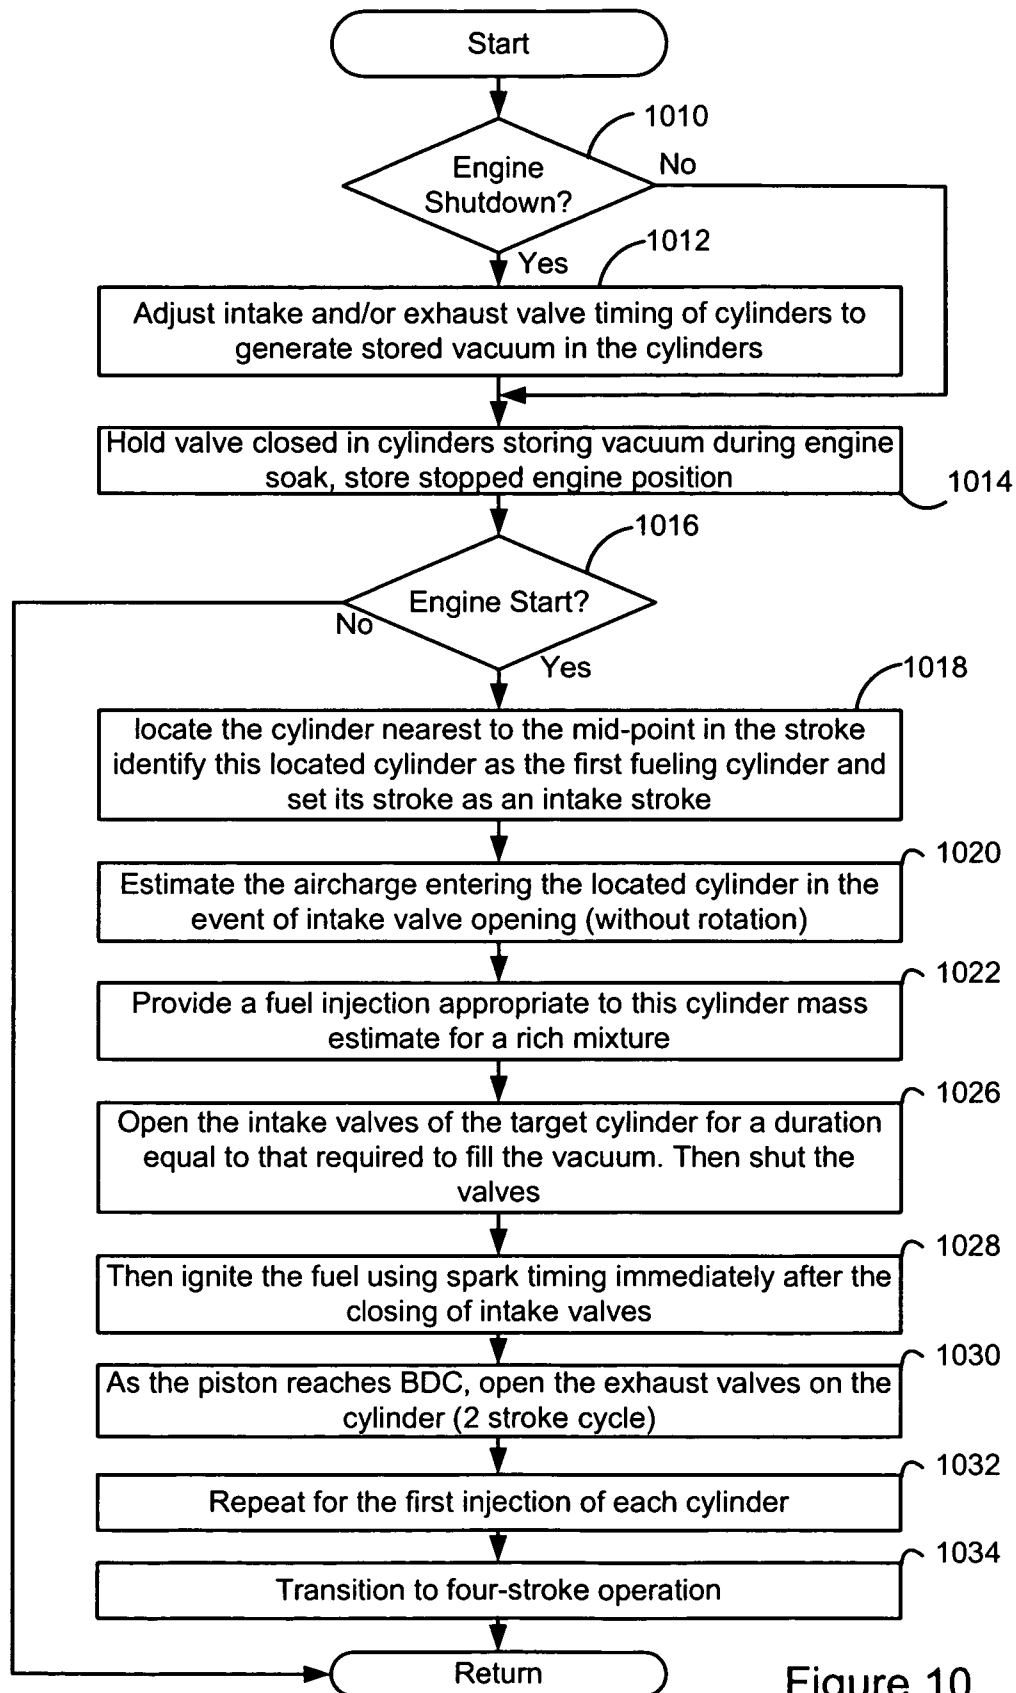 Start
1010
Engine
Shutdown?
No
Yes
1012
Adjust intake and/or exhaust valve timing of cylinders to
generate stored vacuum in the cylinders
Hold valve closed in cylinders storing vacuum during engine
soak, store stopped engine position
1014
1016
Engine Start?
No
Yes
1018
locate the cylinder nearest to the mid-point in the stroke
identify this located cylinder as the first fueling cylinder and
set its stroke as an intake stroke
1020
Estimate the aircharge entering the located cylinder in the
event of intake valve opening (without rotation)
1022
Provide a fuel injection appropriate to this cylinder mass
estimate for a rich mixture
1026
Open the intake valves of the target cylinder for a duration
equal to that required to fill the vacuum. Then shut the
valves
1028
Then ignite the fuel using spark timing immediately after the
closing of intake valves
1030
As the piston reaches BDC, open the exhaust valves on the
cylinder (2 stroke cycle)
1032
Repeat for the first injection of each cylinder
1034
Transition to four-stroke operation
Return
Figure 10